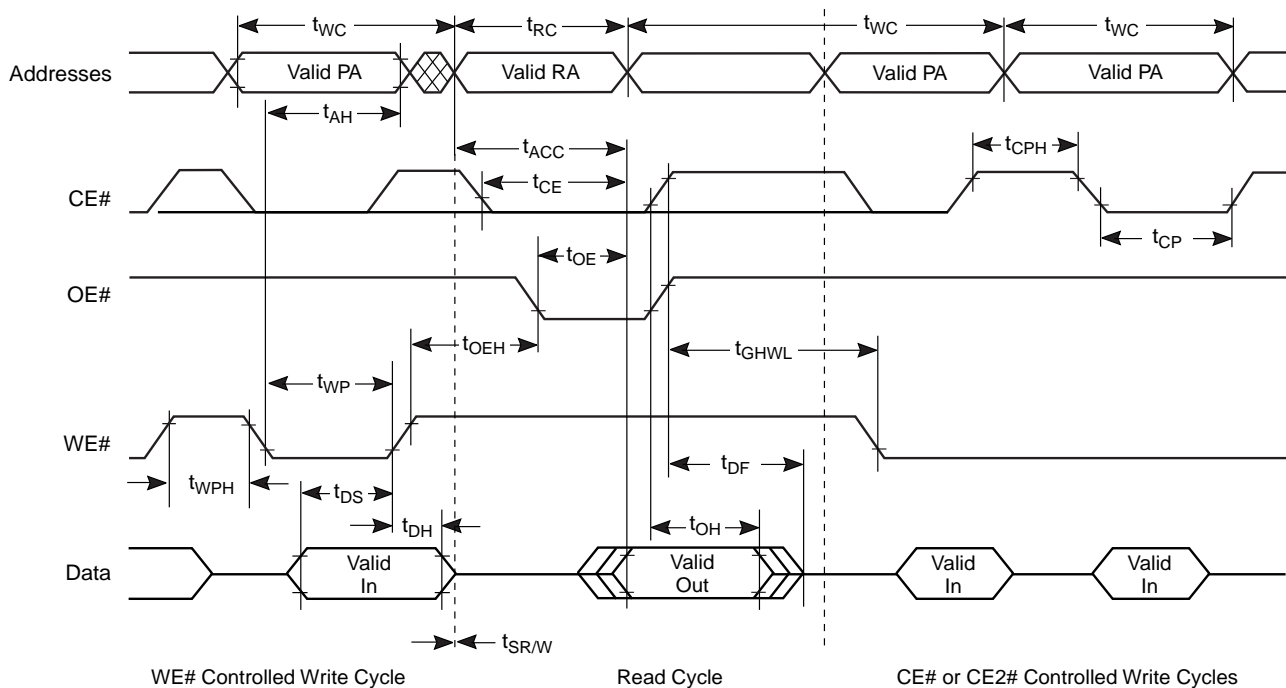 tWC tRC tWC tWC
Addresses Valid PA Valid RA Valid PA Valid PA
tAH
tACC tCPH
CE# tCE
tCP
tOE
OE#
tOEH tGHWL
tWP
WE#
tWPH tDS tDF
tDH tOH
Data Valid In Valid Out Valid In Valid In
tSR/W
WE# Controlled Write Cycle Read Cycle CE# or CE2# Controlled Write Cycles